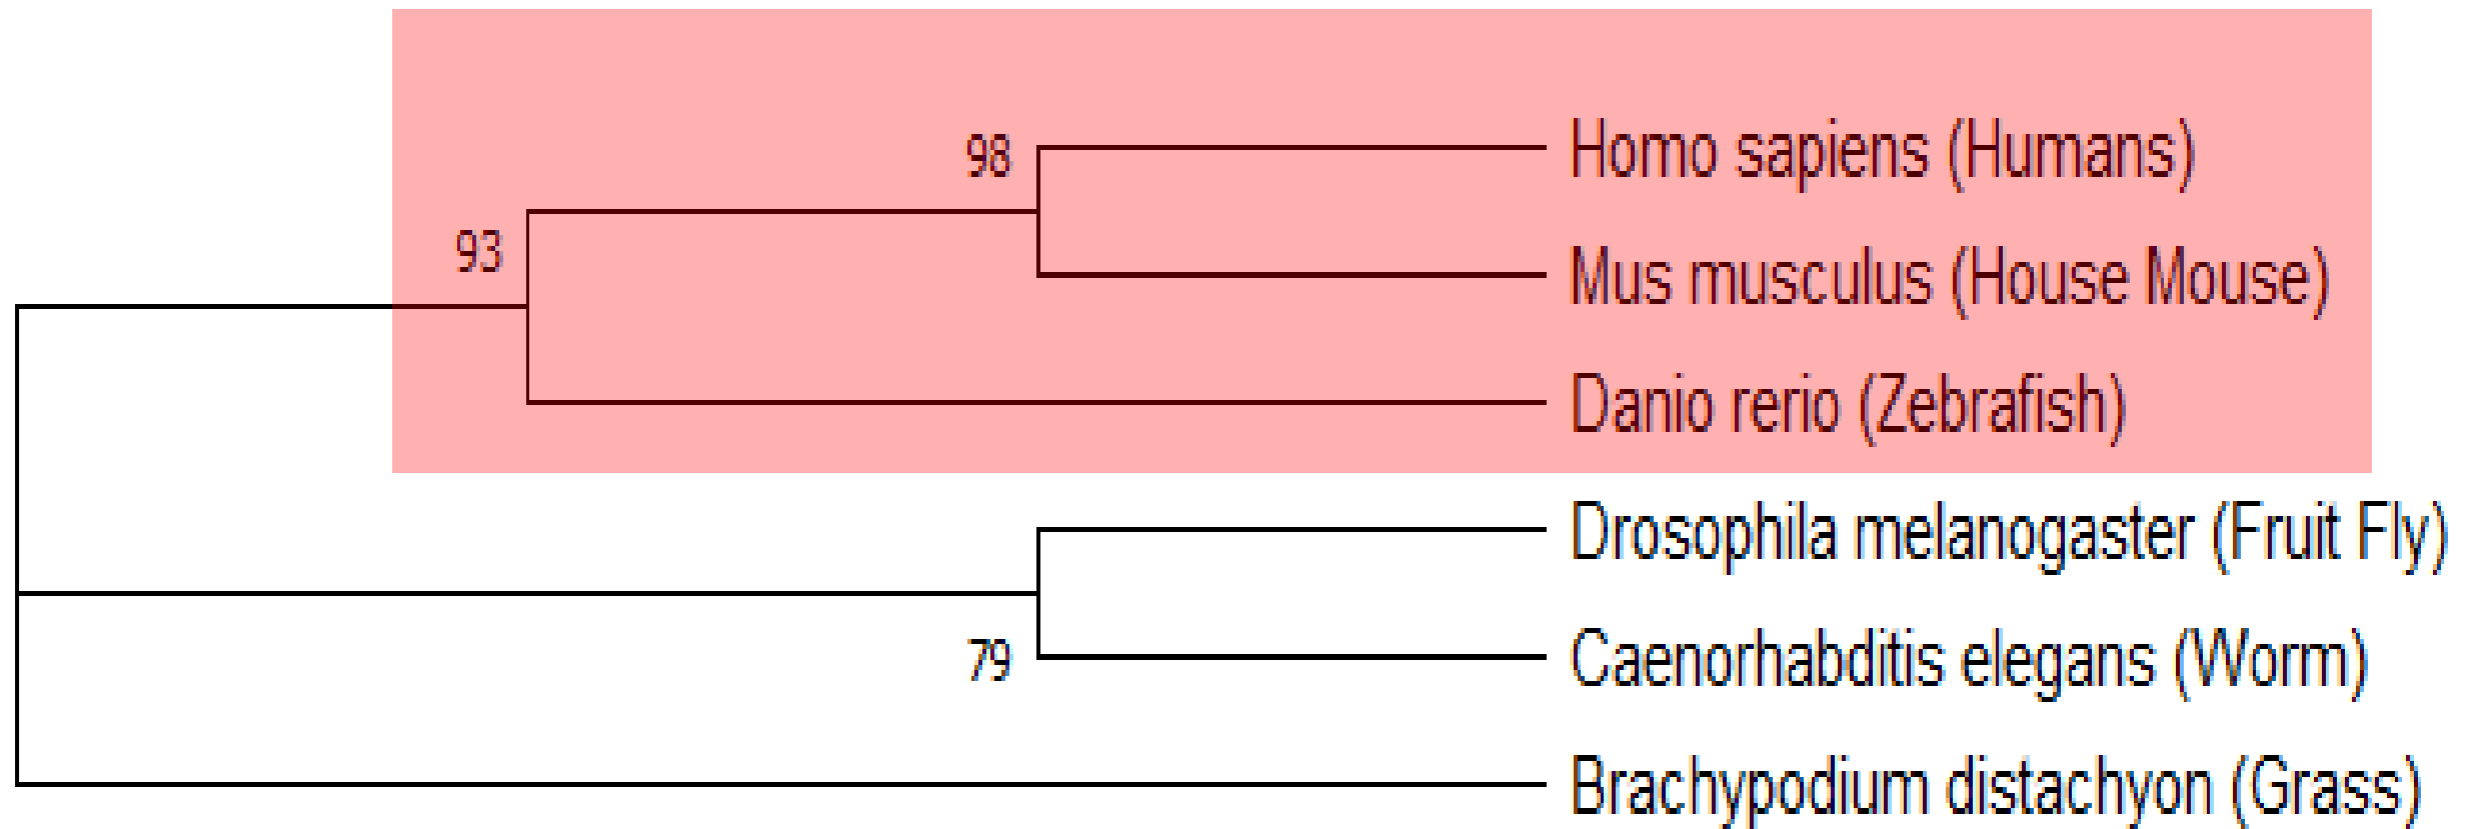 98
Homo sapiens (Humans)
93
Mus musculus (House Mouse)
Danio rerio (Zebrafish)
Drosophila melanogaster (Fruit Fly)
79
Caenorhabditis elegans (Worm)
Brachypodium distachyon (Grass)